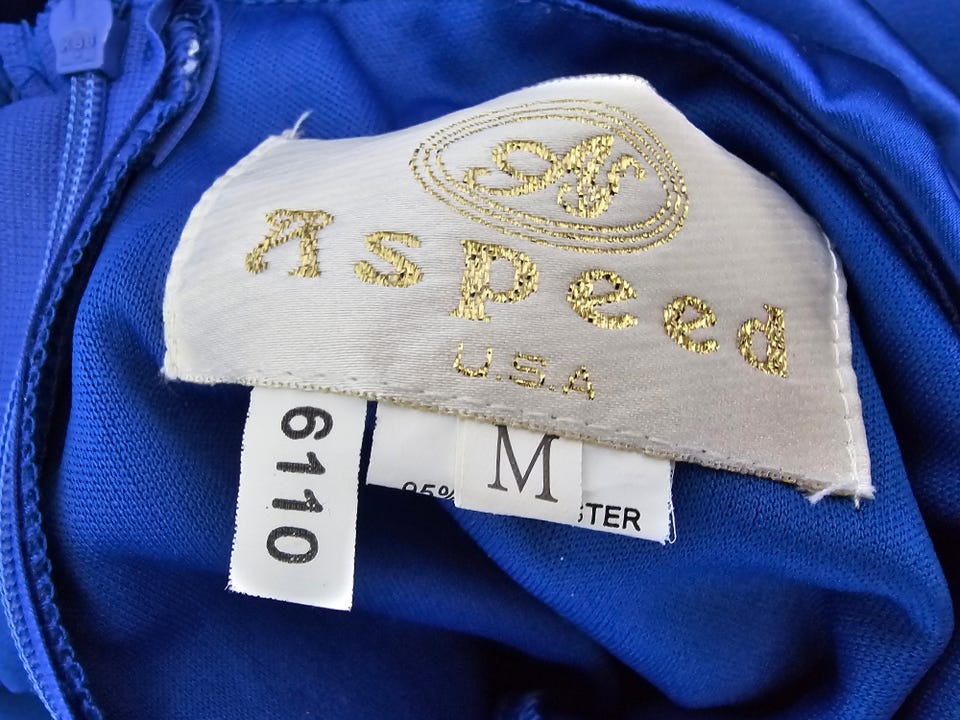 As
Aspeed
U.S.A
6110
M
95%
STER